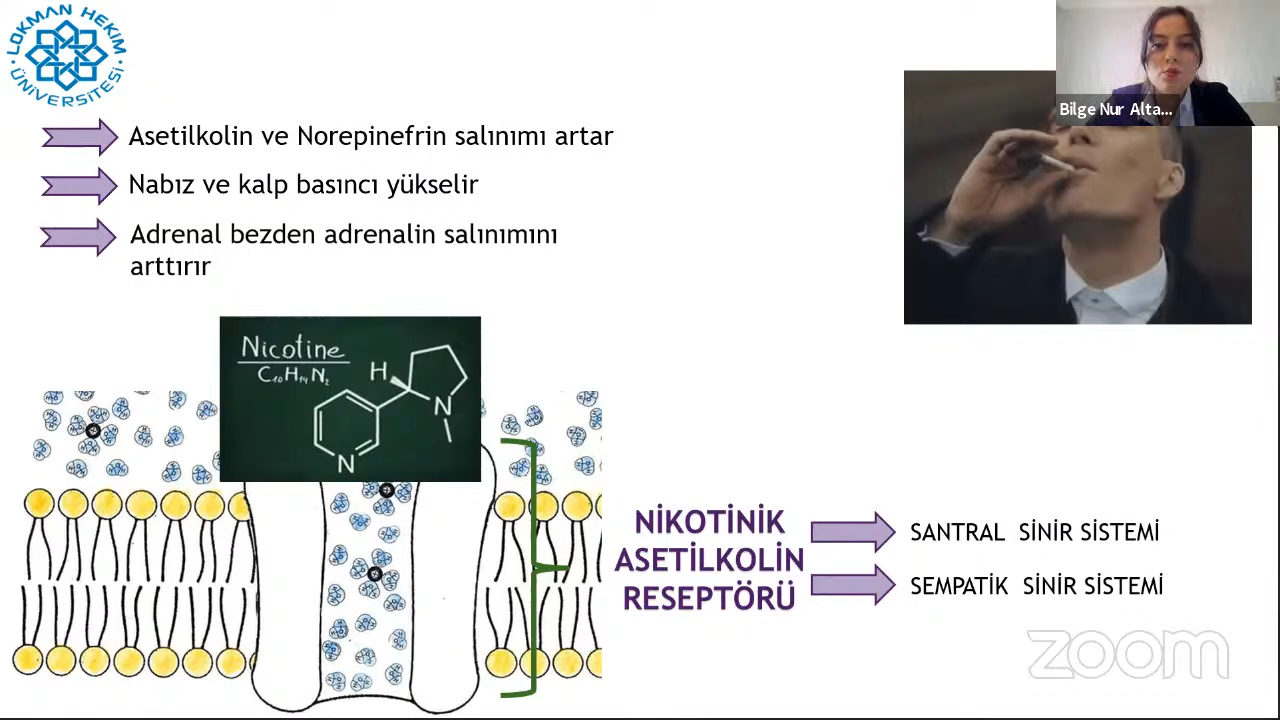 LOKMAN HEKİM
ÜNİVERSİTESİ
Bilge Nur Alta...
Asetilkolin ve Norepinefrin salınımı artar
Nabız ve kalp basıncı yükselir
Adrenal bezden adrenalin salınımını
arttırır
Nicotine
C₁₀H₁₄N₂
H
N
N
NİKOTİNİK
ASETİLKOLİN
RESEPTÖRÜ
SANTRAL SİNİR SİSTEMİ
SEMPATİK SİNİR SİSTEMİ
zoom